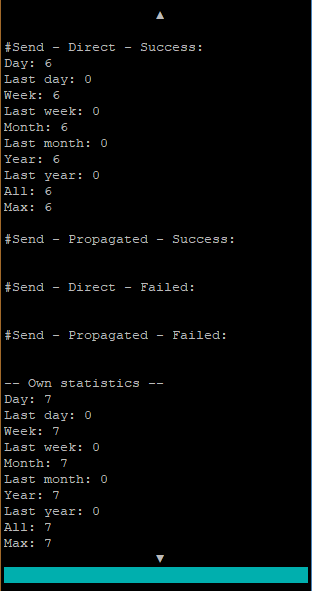 ▲
#Send - Direct - Success:
Day: 6
Last day: 0
Week: 6
Last week: 0
Month: 6
Last month: 0
Year: 6
Last year: 0
All: 6
Max: 6
#Send - Propagated - Success:
#Send - Direct - Failed:
#Send - Propagated - Failed:
-- Own statistics --
Day: 7
Last day: 0
Week: 7
Last week: 0
Month: 7
Last month: 0
Year: 7
Last year: 0
All: 7
Max: 7
▼